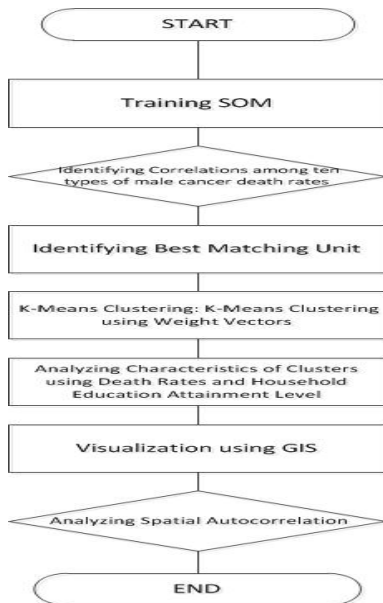 START
Training SOM
Identifying Correlations among ten
types of male cancer death rates
Identifying Best Matching Unit
K-Means Clustering: K-Means Clustering
using Weight Vectors
Analyzing Characteristics of Clusters
using Death Rates and Household
Education Attainment Level
Visualization using GIS
Analyzing Spatial Autocorrelation
END